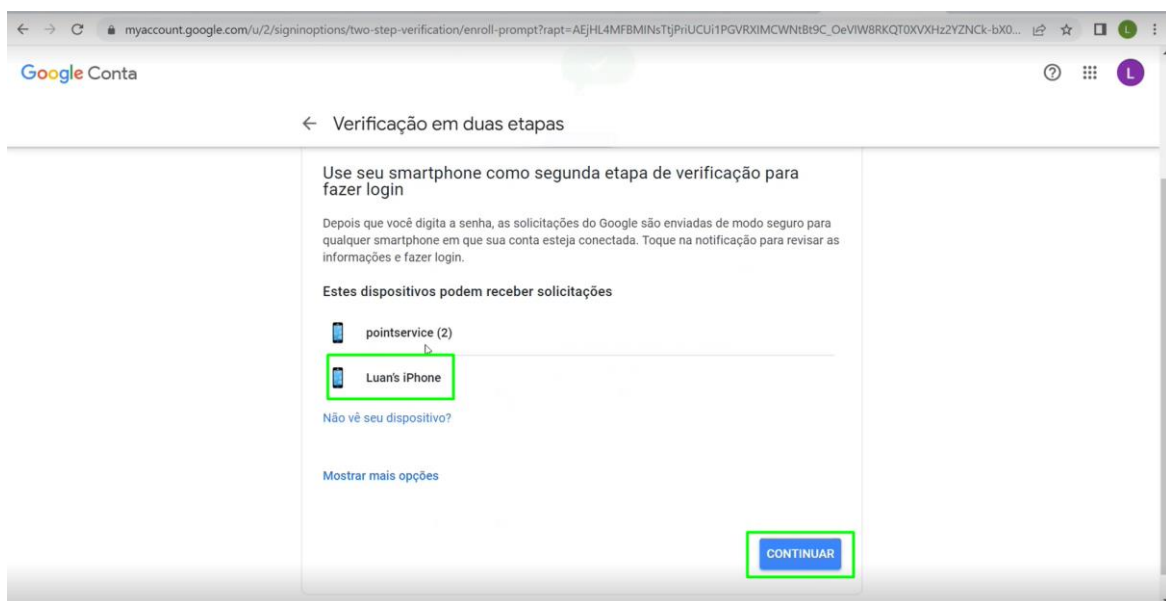 myaccount.google.com/u/2/signinoptions/two-step-verification/enroll-prompt?rapt=AEjHL4MFBMINsTtjPriUCUi1PGVRXIMCWNtBt9C_OeVIW8RKQT0XVXHz2YZNCk-bX0...
L
Google Conta
L
Verificação em duas etapas
Use seu smartphone como segunda etapa de verificação para
fazer login
Depois que você digita a senha, as solicitações do Google são enviadas de modo seguro para
qualquer smartphone em que sua conta esteja conectada. Toque na notificação para revisar as
informações e fazer login.
Estes dispositivos podem receber solicitações
pointservice (2)
Luan's iPhone
Não vê seu dispositivo?
Mostrar mais opções
CONTINUAR